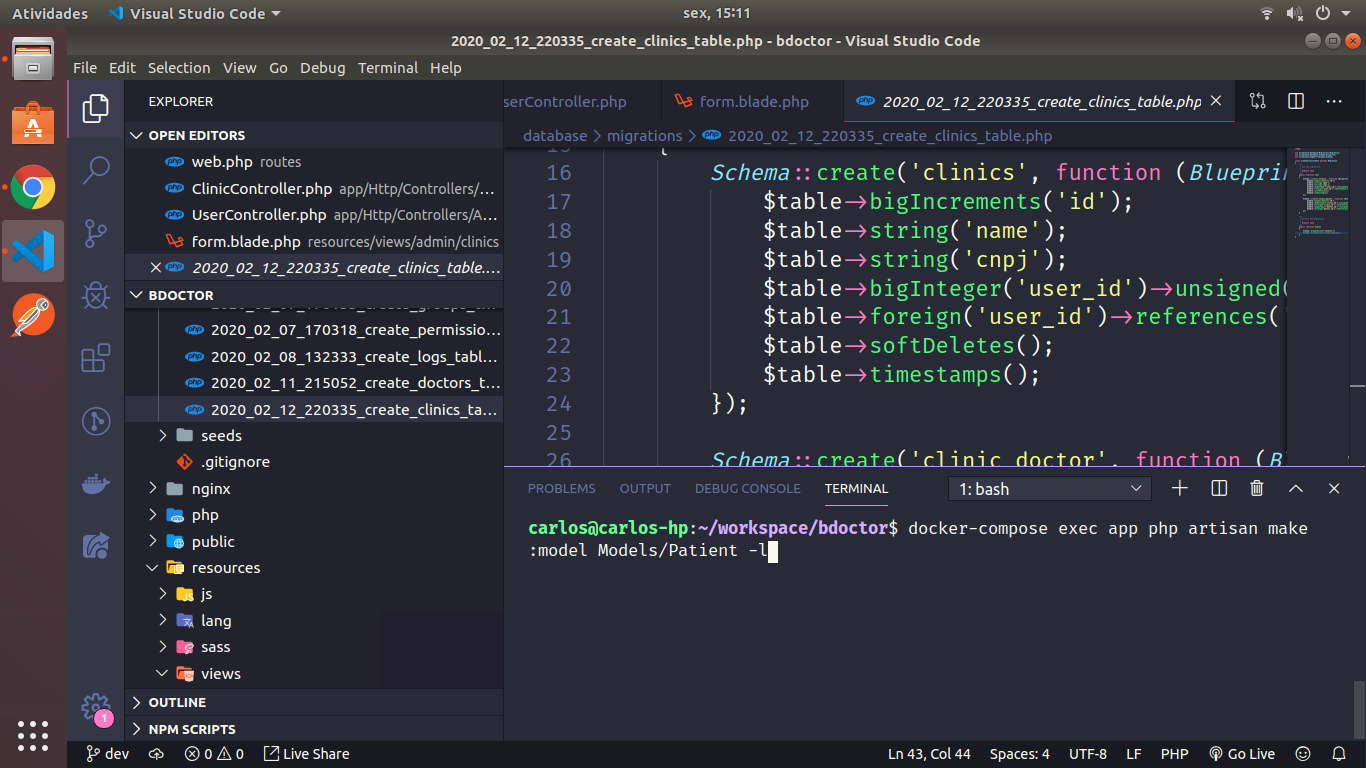 Atividades Visual Studio Code sex, 15:11
2020_02_12_220335_create_clinics_table.php - bdoctor - Visual Studio Code
File Edit Selection View Go Debug Terminal Help
EXPLORER
OPEN EDITORS
web.php routes
ClinicController.php app/Http/Controllers/...
UserController.php app/Http/Controllers/A...
form.blade.php resources/views/admin/clinics
2020_02_12_220335_create_clinics_table....
BDOCTOR
2020_02_07_170318_create_permissio...
2020_02_08_132333_create_logs_tabl...
2020_02_11_215052_create_doctors_t...
2020_02_12_220335_create_clinics_ta...
seeds
.gitignore
nginx
php
public
resources
js
lang
sass
views
OUTLINE
NPM SCRIPTS
serController.php form.blade.php 2020_02_12_220335_create_clinics_table.php
database > migrations > 2020_02_12_220335_create_clinics_table.php
16 Schema::create('clinics', function (Blueprin
17 $table->bigIncrements('id');
18 $table->string('name');
19 $table->string('cnpj');
20 $table->bigInteger('user_id')->unsigned(
21 $table->foreign('user_id')->references('
22 $table->softDeletes();
23 $table->timestamps();
24 });
25
26 Schema::create('clinic_doctor', function (Bl
PROBLEMS OUTPUT DEBUG CONSOLE TERMINAL 1: bash
carlos@carlos-hp:~/workspace/bdoctor$ docker-compose exec app php artisan make
:model Models/Patient -l
1
dev 0 0 Live Share Ln 43, Col 44 Spaces: 4 UTF-8 LF PHP Go Live